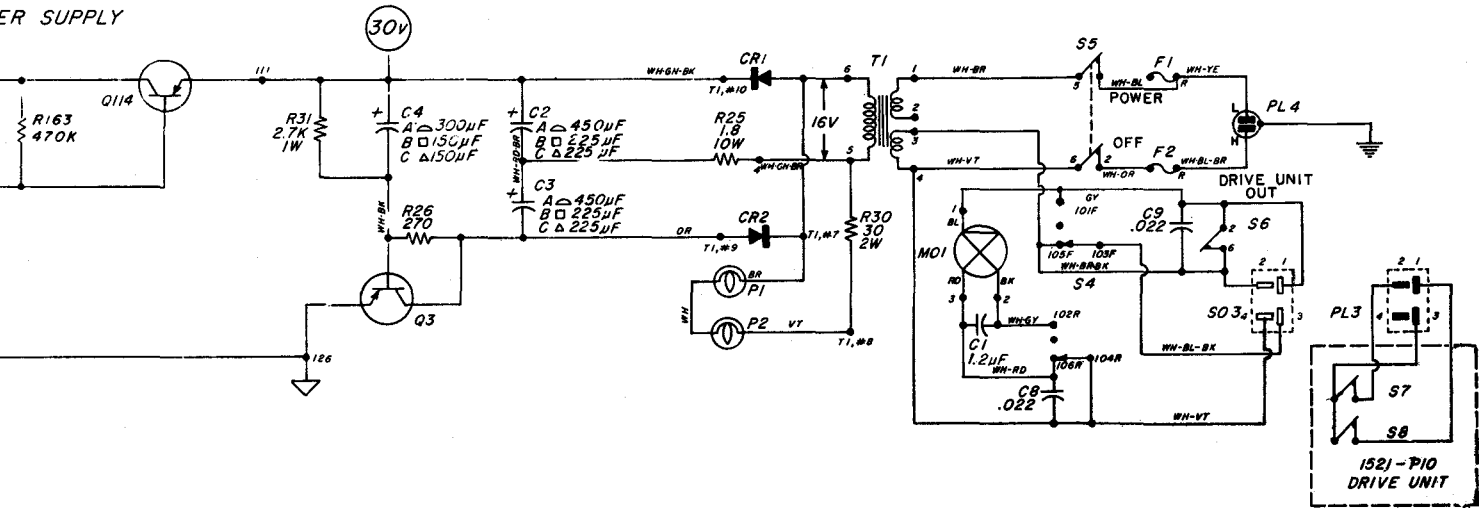 ER SUPPLY
30V
Q114
111
R163
470K
R31
2.7K
1W
C4
A 300µF
B 150µF
C 150µF
WH-BK
R26
270
Q3
126
C2
A 450µF
B 225µF
C 225µF
WH-RD-BR
C3
A 450µF
B 225µF
C 225µF
WH-GN-BK
T1,#10
CR1
R25
1.8
10W
4
WH-GN-BR
16V
OR
T1,#9
CR2
T1,#7
R30
30
2W
BR
P1
WH
P2
VT
T1,#8
6
5
T1
1
2
3
4
WH-BR
WH-VT
S5
5
WH-BL
POWER
F1
R
WH-YE
OFF
6
2
WH-OR
F2
R
WH-BL-BR
L
H
PL4
DRIVE UNIT
OUT
1
BL
MO1
RD
3
BK
2
C1
1.2µF
WH-GY
WH-RD
C8
.022
GY
101F
105F
103F
WH-BR-BK
S4
102R
106R
104R
C9
.022
S6
2
6
2 1
SO3
4
3
WH-BL-BK
WH-VT
2 1
PL3
4
3
S7
S8
1521-P10
DRIVE UNIT